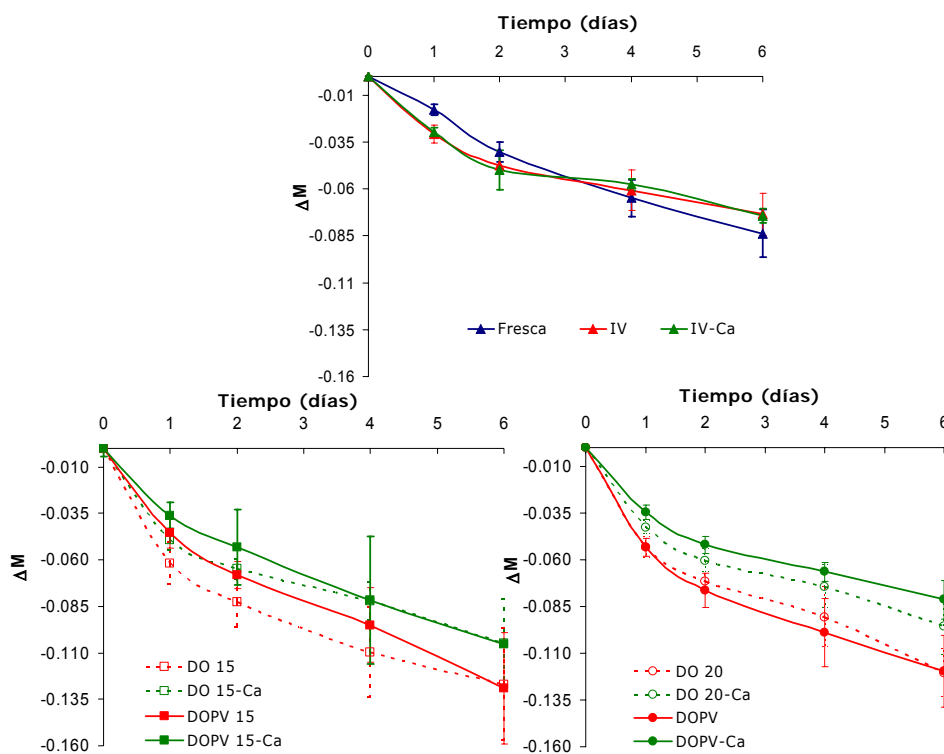 Tiempo (días)
0 1 2 3 4 5 6
-0.01
-0.035
-0.06
-0.085
-0.11
-0.135
-0.16
ΔM
Fresca IV IV-Ca
Tiempo (días)
0 1 2 3 4 5 6
-0.010
-0.035
-0.060
-0.085
-0.110
-0.135
-0.160
ΔM
DO 15
DO 15-Ca
DOPV 15
DOPV 15-Ca
Tiempo (días)
0 1 2 3 4 5 6
-0.010
-0.035
-0.060
-0.085
-0.110
-0.135
-0.160
ΔM
DO 20
DO 20-Ca
DOPV
DOPV-Ca